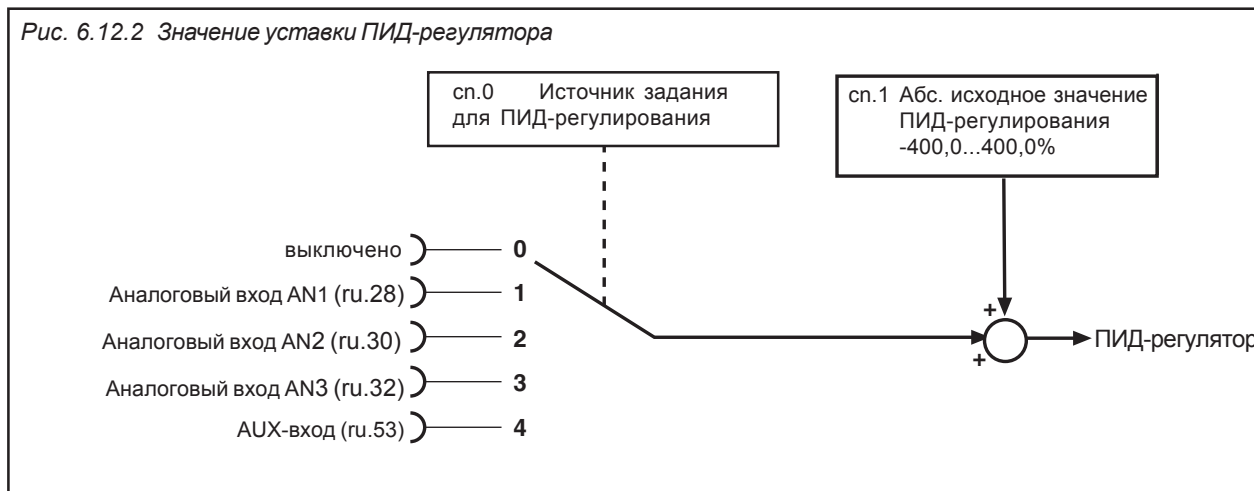 Рис. 6.12.2 Значение уставки ПИД-регулятора
cn.0 Источник задания
для ПИД-регулирования
cn.1 Абс. исходное значение
ПИД-регулирования
-400,0...400,0%
выключено 0
Аналоговый вход AN1 (ru.28) 1
Аналоговый вход AN2 (ru.30) 2
Аналоговый вход AN3 (ru.32) 3
AUX-вход (ru.53) 4
+
+
ПИД-регулятор